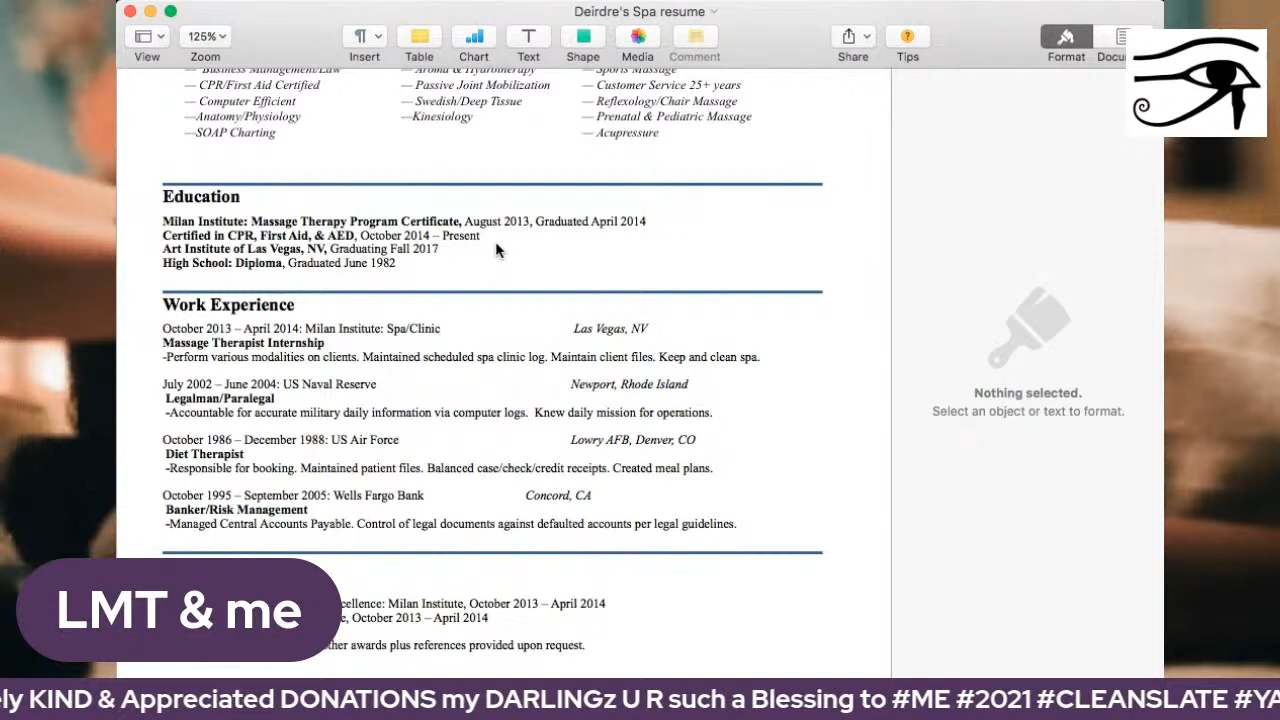 Deirdre's Spa resume
125%
View
Zoom
Insert
Table
Chart
Text
Shape
Media
Comment
Share
Tips
Format
— Business Management/Law
— Aroma & Hydrotherapy
— Sports Massage
— CPR/First Aid Certified
— Passive Joint Mobilization
— Customer Service 25+ years
— Computer Efficient
— Swedish/Deep Tissue
— Reflexology/Chair Massage
—Anatomy/Physiology
—Kinesiology
— Prenatal & Pediatric Massage
—SOAP Charting
— Acupressure
Education
Milan Institute: Massage Therapy Program Certificate, August 2013, Graduated April 2014
Certified in CPR, First Aid, & AED, October 2014 – Present
Art Institute of Las Vegas, NV, Graduating Fall 2017
High School: Diploma, Graduated June 1982
Work Experience
October 2013 – April 2014: Milan Institute: Spa/Clinic Las Vegas, NV
Massage Therapist Internship
-Perform various modalities on clients. Maintained scheduled spa clinic log. Maintain client files. Keep and clean spa.
July 2002 – June 2004: US Naval Reserve Newport, Rhode Island
Legalman/Paralegal
-Accountable for accurate military daily information via computer logs. Knew daily mission for operations.
October 1986 – December 1988: US Air Force Lowry AFB, Denver, CO
Diet Therapist
-Responsible for booking. Maintained patient files. Balanced case/check/credit receipts. Created meal plans.
October 1995 – September 2005: Wells Fargo Bank Concord, CA
Banker/Risk Management
-Managed Central Accounts Payable. Control of legal documents against defaulted accounts per legal guidelines.
cellence: Milan Institute, October 2013 – April 2014
e, October 2013 – April 2014
ther awards plus references provided upon request.
Nothing selected.
Select an object or text to format.
LMT & me
ely KIND & Appreciated DONATIONS my DARLINGz U R such a Blessing to #ME #2021 #CLEANSLATE #YA